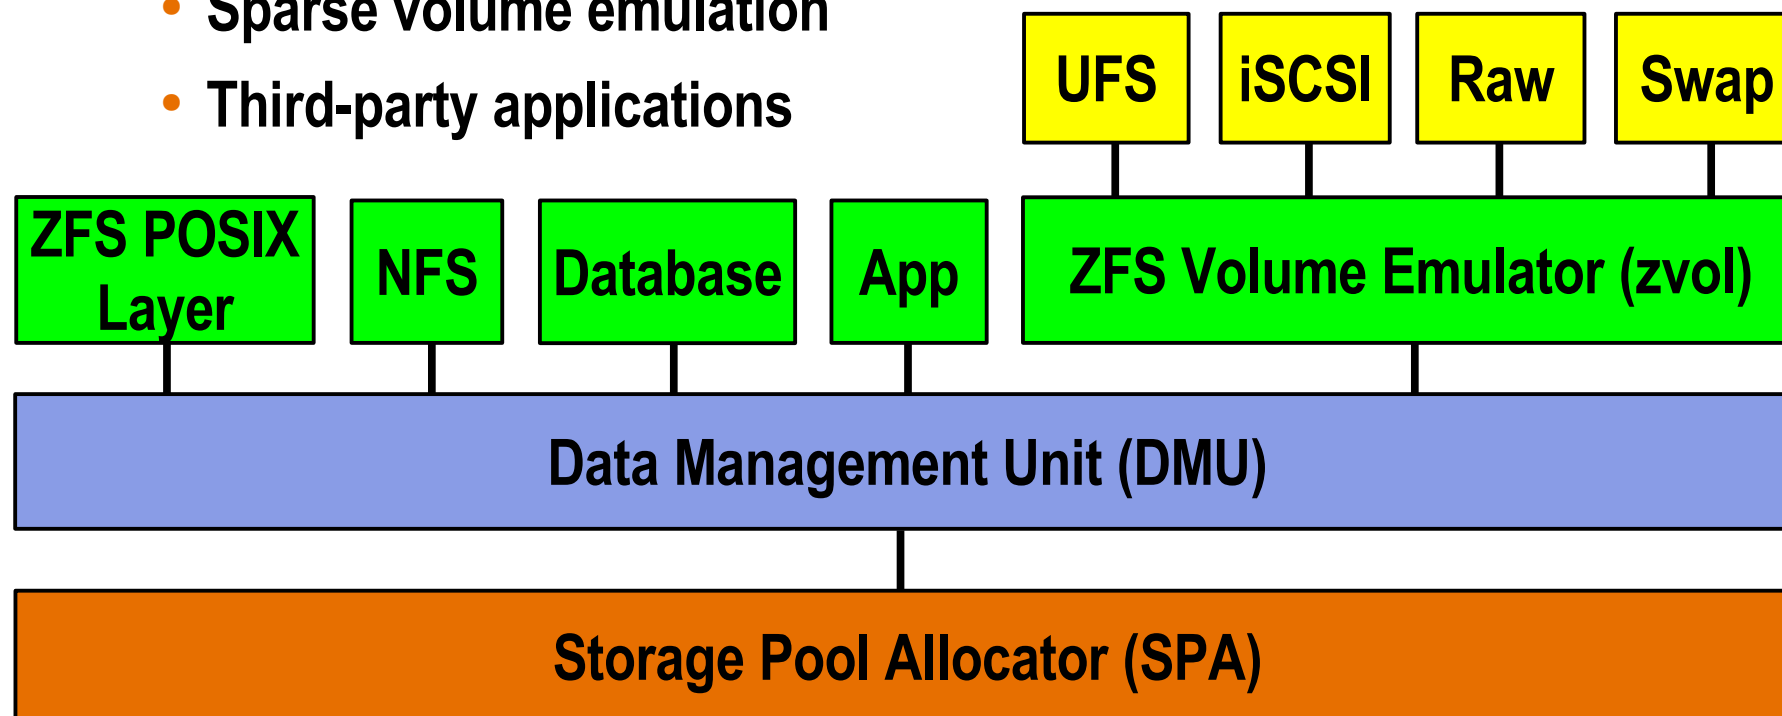 • Sparse volume emulation
• Third-party applications
UFS iSCSI Raw Swap
ZFS POSIX
Layer
NFS Database App ZFS Volume Emulator (zvol)
Data Management Unit (DMU)
Storage Pool Allocator (SPA)